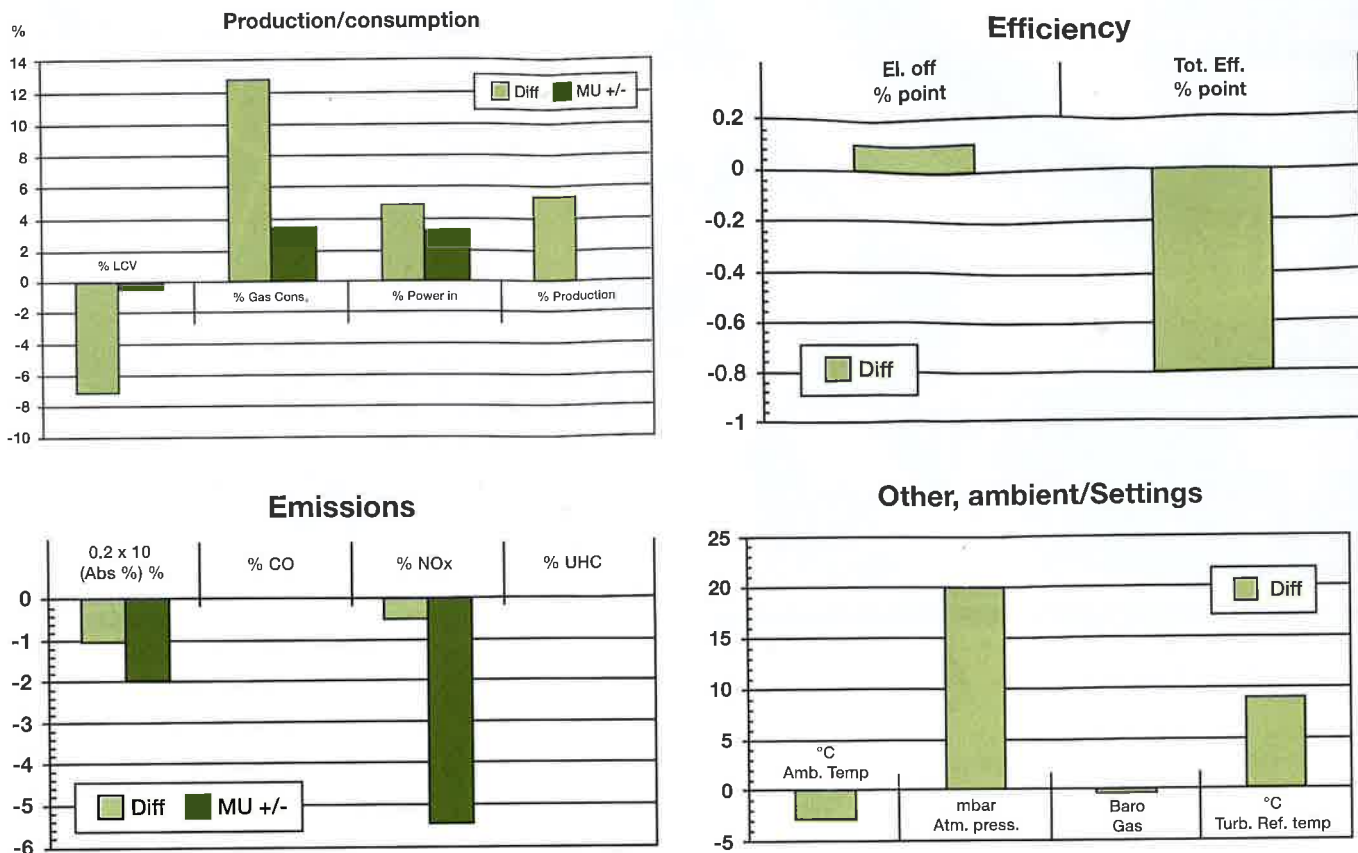 Production/consumption
%
14
12
10
8
6
4
2
0
-2
-4
-6
-8
-10
Diff MU +/-
% LCV
% Gas Cons.
% Power in
% Production
Efficiency
El. off
% point
Tot. Eff.
% point
0.2
0
-0.2
-0.4
-0.6
-0.8
-1
Diff
Emissions
0.2 x 10
(Abs %) %
% CO
% NOx
% UHC
0
-1
-2
-3
-4
-5
-6
Diff MU +/-
Other, ambient/Settings
25
20
15
10
5
0
-5
Diff
°C
Amb. Temp
mbar
Atm. press.
Baro
Gas
°C
Turb. Ref. temp